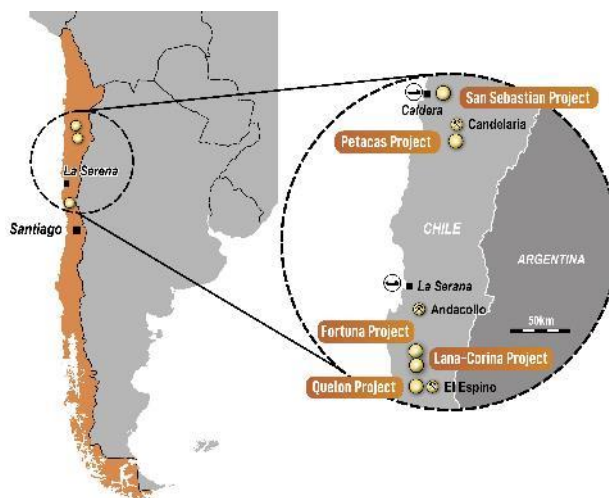 La Serena
Santiago
San Sebastian Project
Caldera
Candelaria
Petacas Project
CHILE
ARGENTINA
La Serana
Andacollo
50km
Fortuna Project
Lana-Corina Project
Quelon Project
El Espino